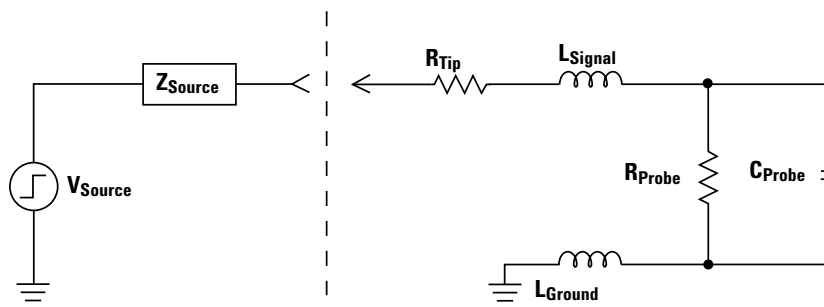 R_Tip
L_Signal
Z_Source
V_Source
R_Probe
C_Probe
L_Ground